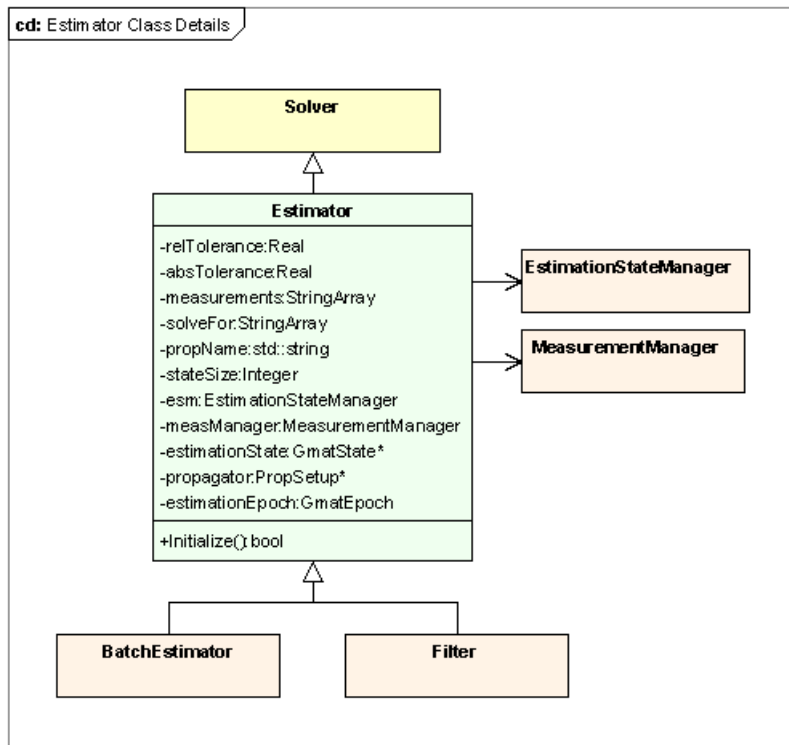 cd: Estimator Class Details
Solver
Estimator
-relTolerance:Real
-absTolerance:Real
-measurements:StringArray
-solveFor:StringArray
-propName:std::string
-stateSize:Integer
-esm:EstimationStateManager
-measManager:MeasurementManager
-estimationState:GmatState*
-propagator:PropSetup*
-estimationEpoch:GmatEpoch
+Initialize():bool
EstimationStateManager
MeasurementManager
BatchEstimator
Filter